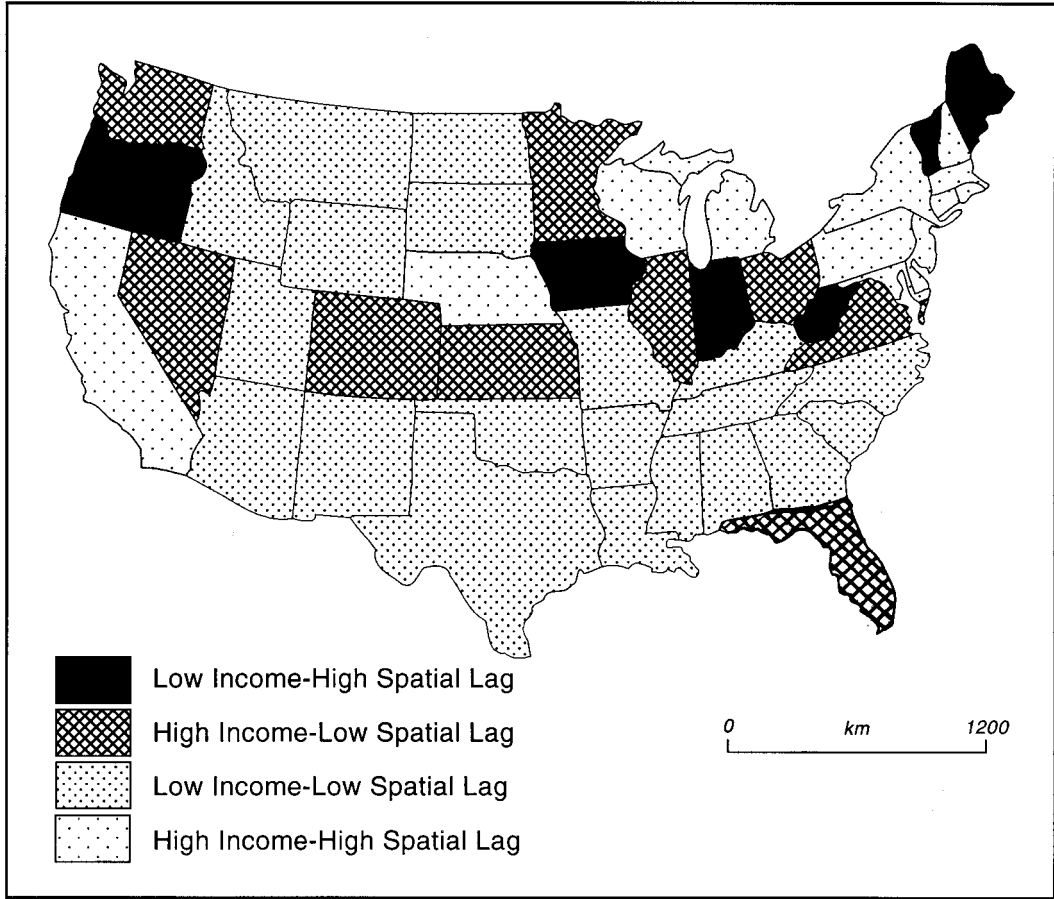 Low Income-High Spatial Lag
High Income-Low Spatial Lag
Low Income-Low Spatial Lag
High Income-High Spatial Lag
0 km 1200